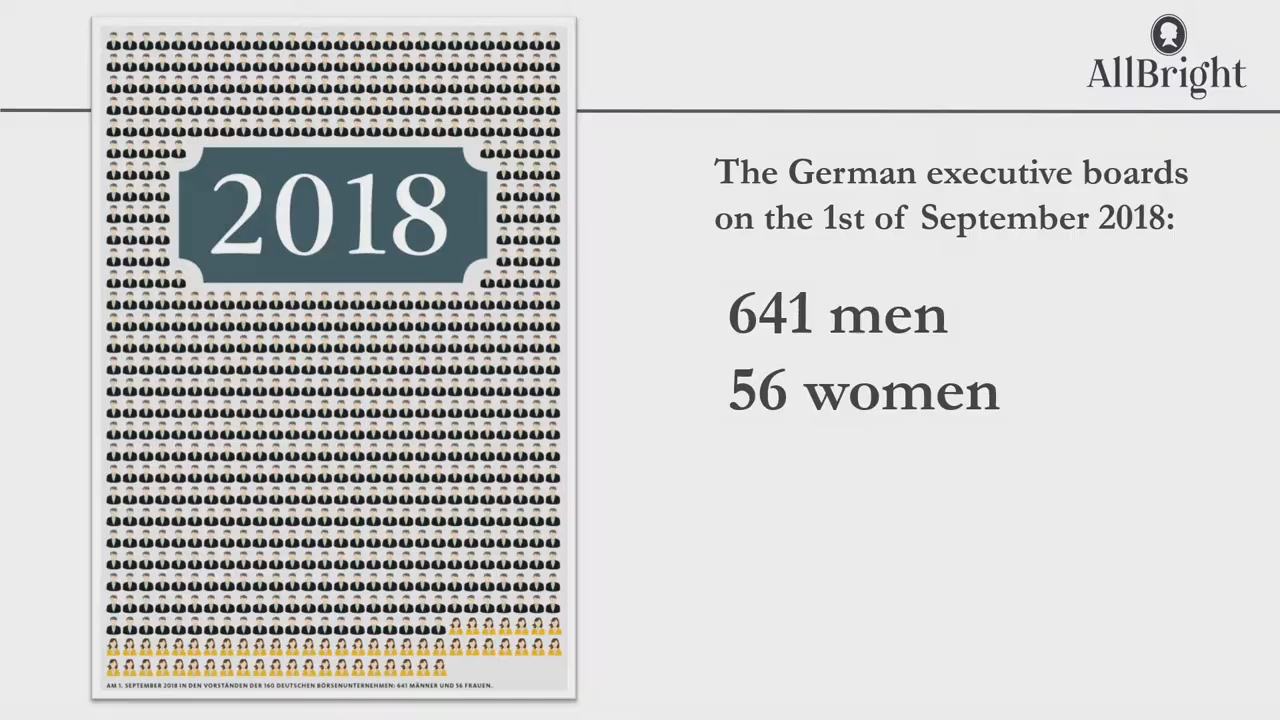 AllBright
2018
The German executive boards
on the 1st of September 2018:
641 men
56 women
AM 1. SEPTEMBER 2018 IN DEN VORSTÄNDEN DER 160 DEUTSCHEN BÖRSENUNTERNEHMEN: 641 MÄNNER UND 56 FRAUEN.